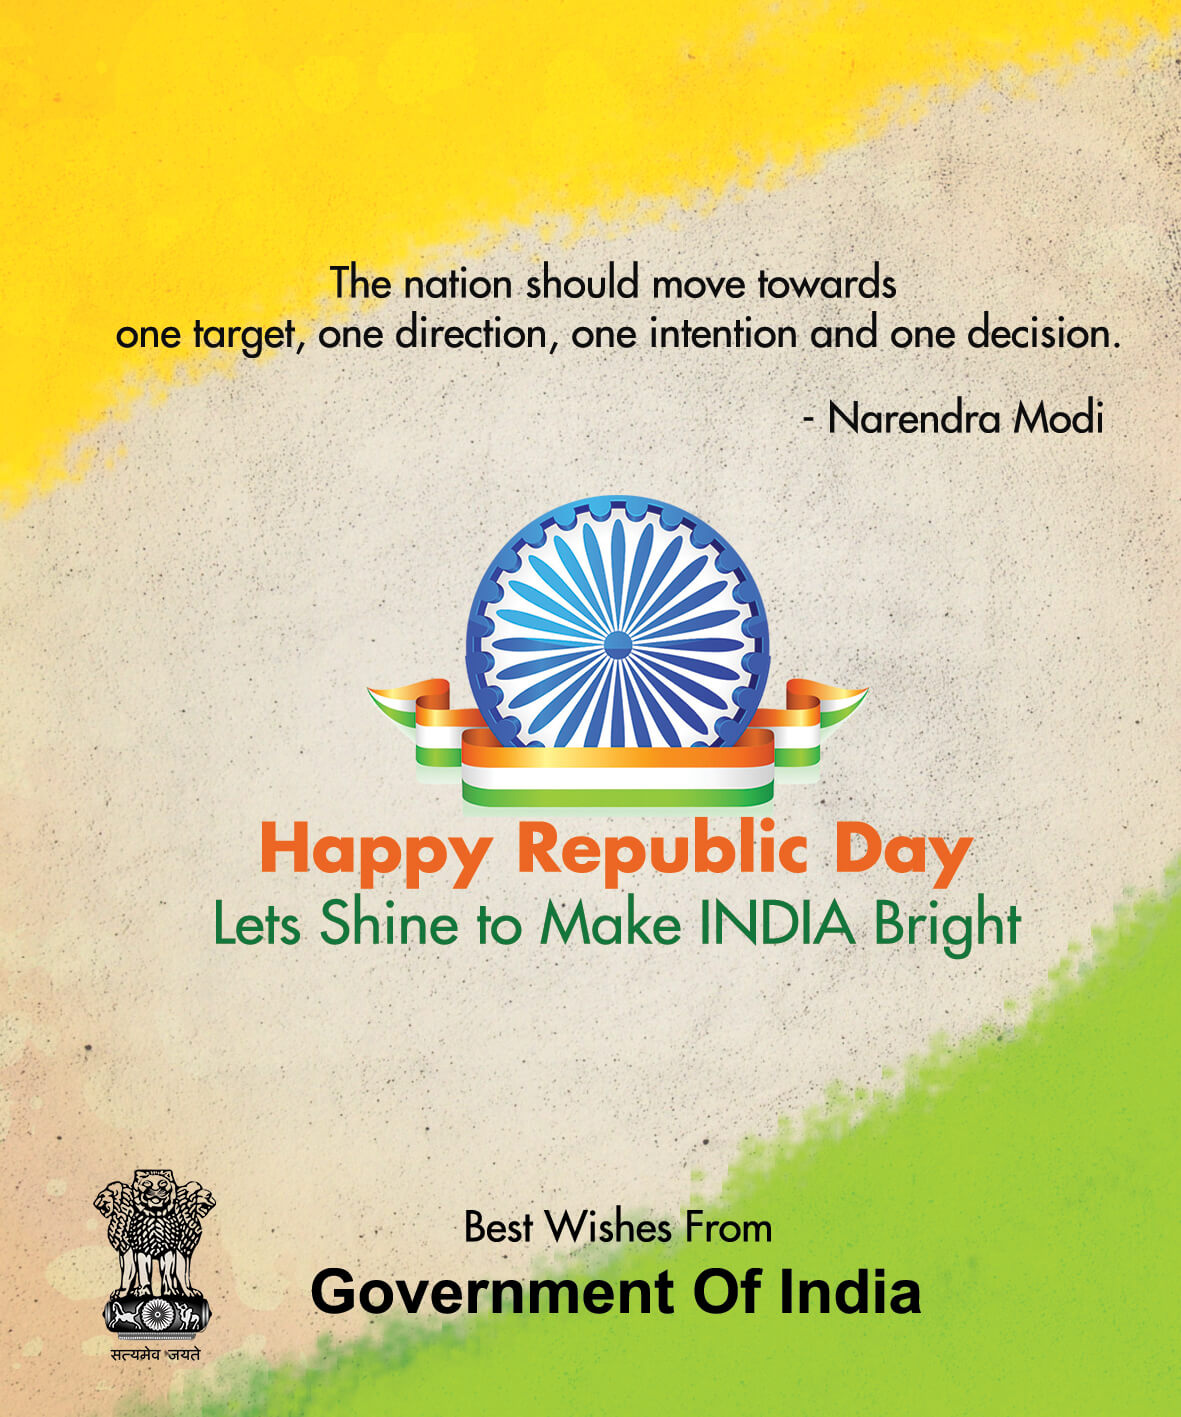 The nation should move towards
one target, one direction, one intention and one decision.
- Narendra Modi
Happy Republic Day
Lets Shine to Make INDIA Bright
Best Wishes From
Government Of India
सत्यमेव जयते